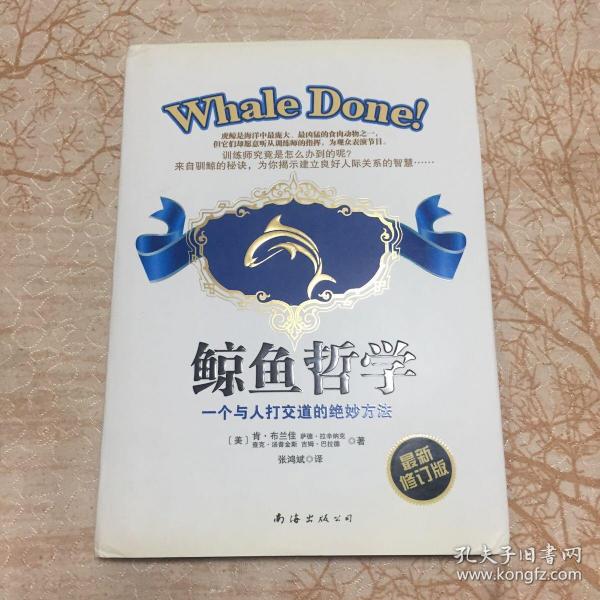 Whale Done!
虎鲸是海洋中最庞大、最凶猛的食肉动物之一；
但它们却愿意听从训练师的指挥，为观众表演节目。
训练师究竟是怎么办到的呢？
来自驯鲸的秘诀，为你揭示建立良好人际关系的智慧……
鲸鱼哲学
一个与人打交道的绝妙方法
［美］肯·布兰佳 萨德·拉辛纳克
查克·汤普金斯 吉姆·巴拉德 ◎著
张鸿斌◎译
最新
修订版
南海出版公司
孔夫子旧书网
www.kongfz.com